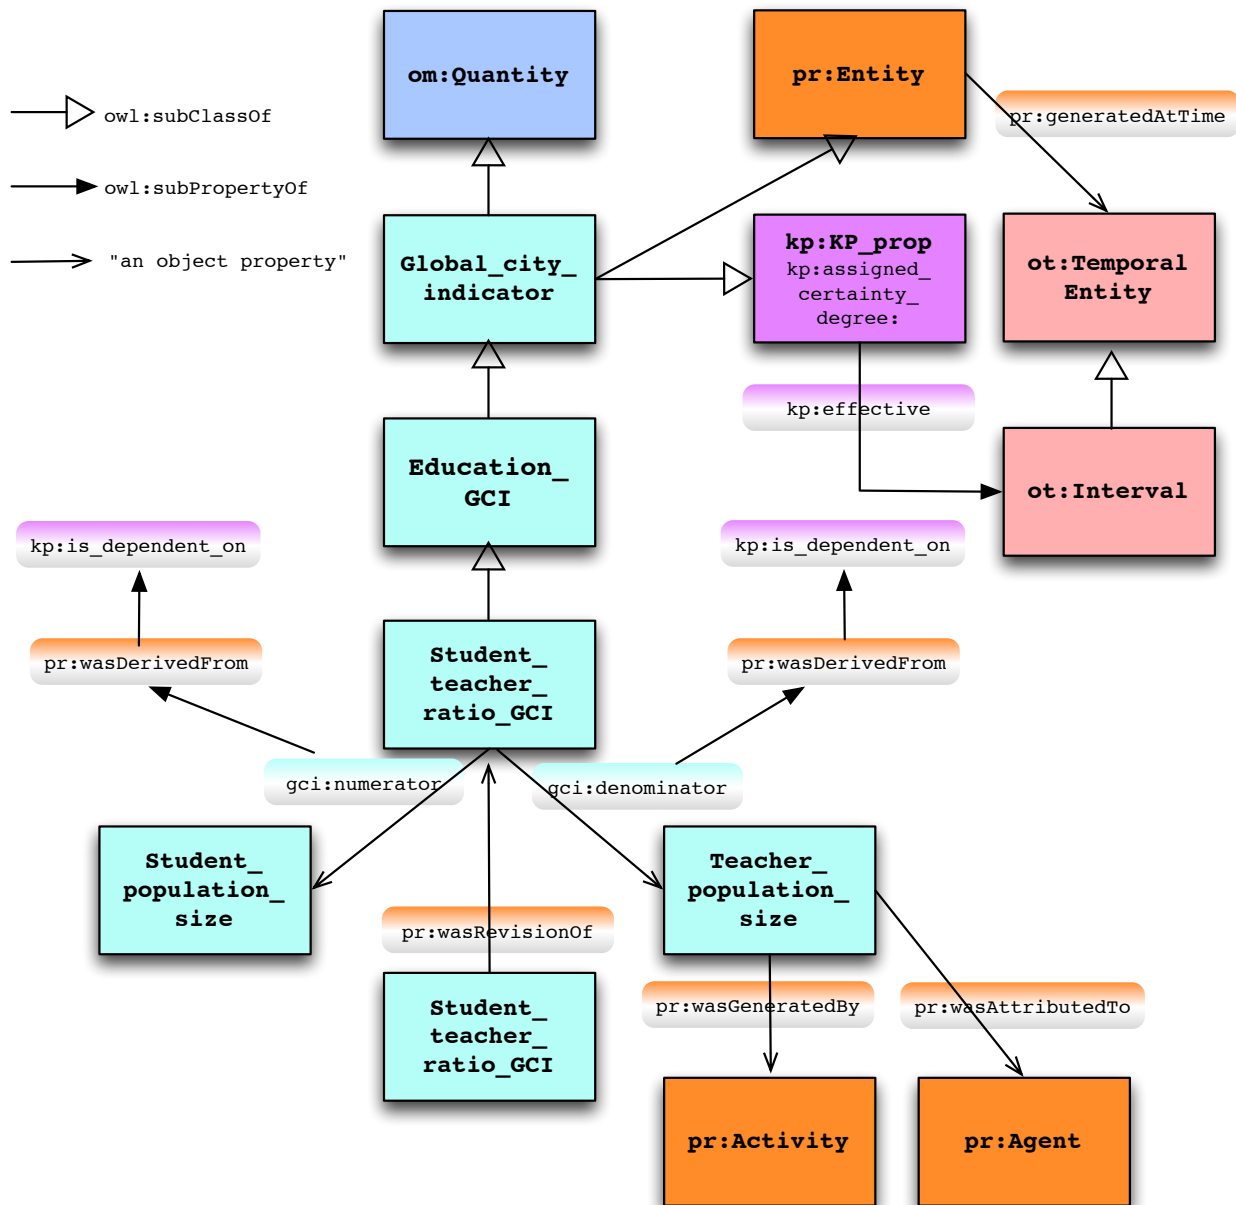 om:Quantity
pr:Entity
owl:subClassOf
pr:generatedAtTime
owl:subPropertyOf
"an object property"
Global_city_
indicator
kp:KP_prop
kp:assigned_
certainty_
degree:
ot:Temporal
Entity
kp:effective
Education_
GCI
ot:Interval
kp:is_dependent_on
kp:is_dependent_on
pr:wasDerivedFrom
Student_
teacher_
ratio_GCI
pr:wasDerivedFrom
gci:numerator
gci:denominator
Student_
population_
size
Teacher_
population_
size
pr:wasRevisionOf
Student_
teacher_
ratio_GCI
pr:wasGeneratedBy
pr:wasAttributedTo
pr:Activity
pr:Agent